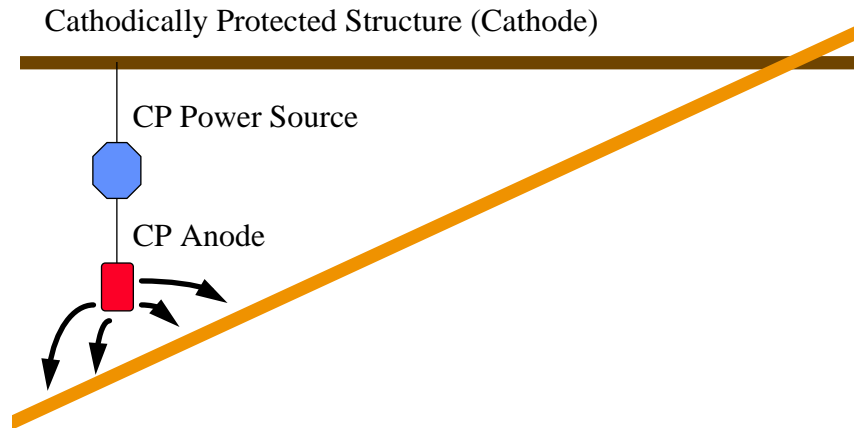 Cathodically Protected Structure (Cathode)
CP Power Source
CP Anode